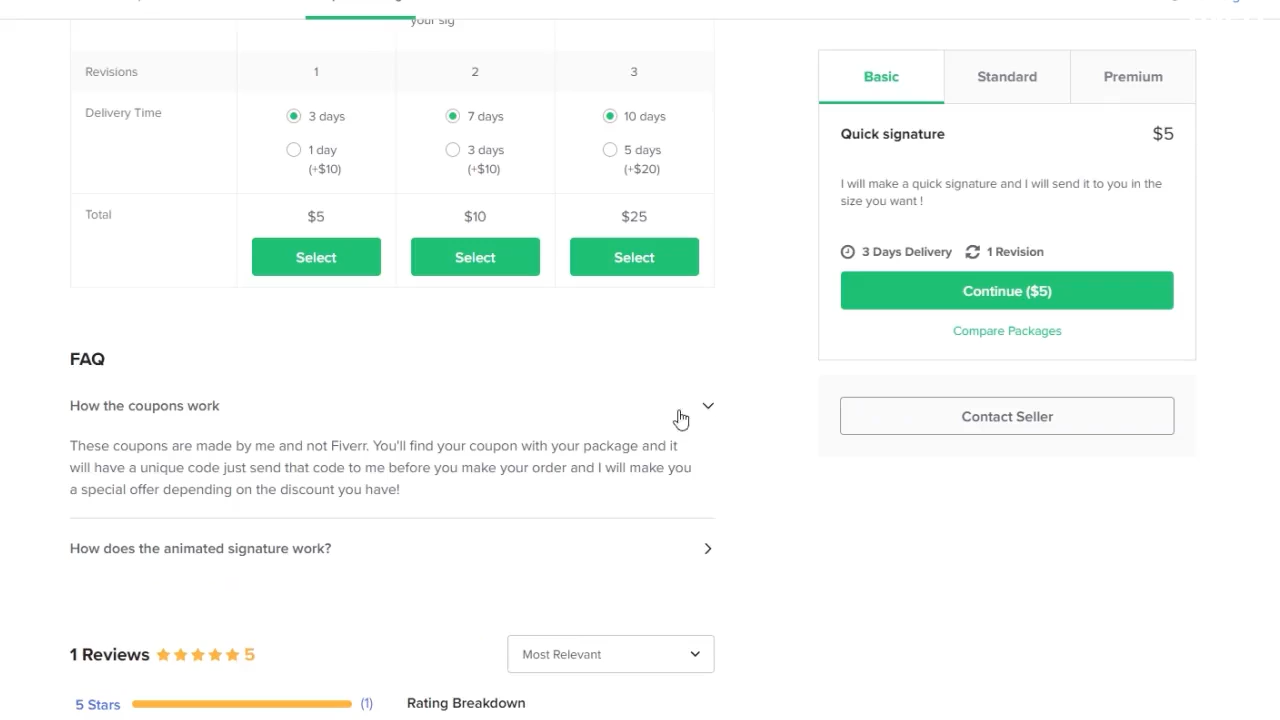 your sig
Revisions 1 2 3
Delivery Time 3 days 7 days 10 days
1 day 3 days 5 days
(+$10) (+$10) (+$20)
Total $5 $10 $25
Select Select Select
FAQ
How the coupons work
These coupons are made by me and not Fiverr. You'll find your coupon with your package and it
will have a unique code just send that code to me before you make your order and I will make you
a special offer depending on the discount you have!
How does the animated signature work?
1 Reviews 5
Most Relevant
5 Stars (1) Rating Breakdown
Basic Standard Premium
Quick signature $5
I will make a quick signature and I will send it to you in the
size you want !
3 Days Delivery 1 Revision
Continue ($5)
Compare Packages
Contact Seller